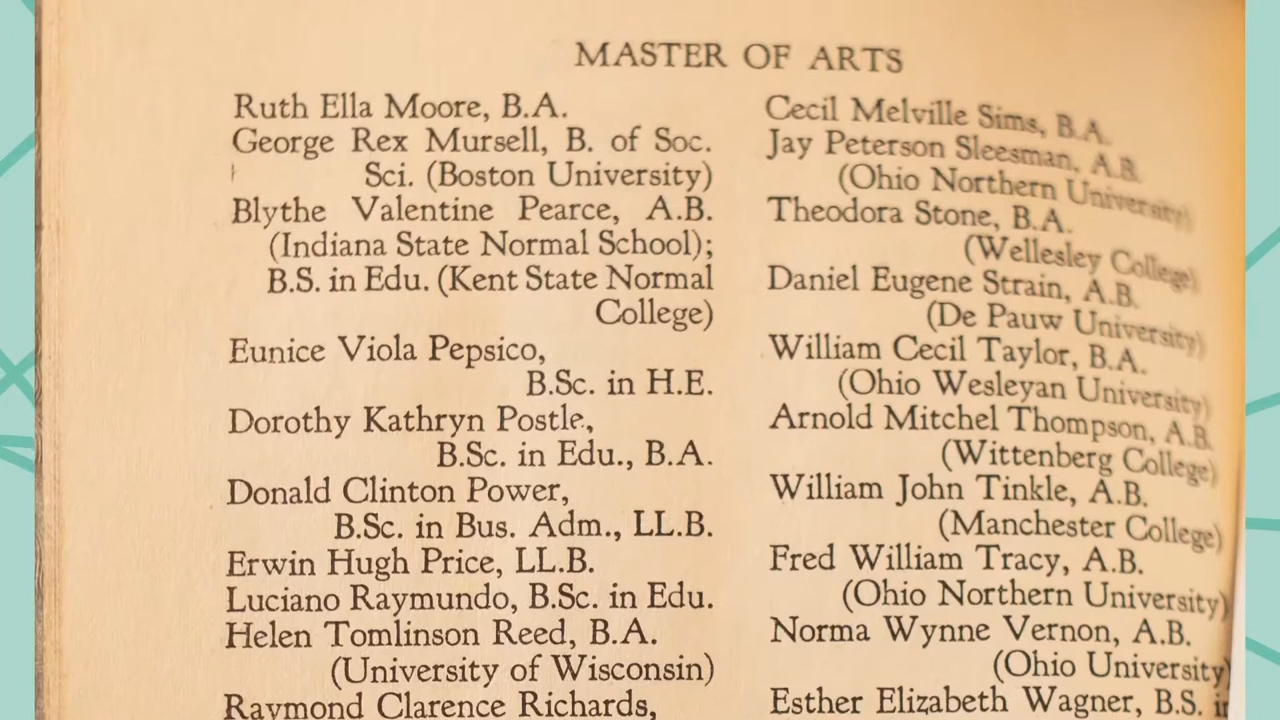 MASTER OF ARTS
Ruth Ella Moore, B.A.
George Rex Mursell, B. of Soc.
Sci. (Boston University)
Blythe Valentine Pearce, A.B.
(Indiana State Normal School);
B.S. in Edu. (Kent State Normal
College)
Eunice Viola Pepsico,
B.Sc. in H.E.
Dorothy Kathryn Postle,
B.Sc. in Edu., B.A.
Donald Clinton Power,
B.Sc. in Bus. Adm., LL.B.
Erwin Hugh Price, LL.B.
Luciano Raymundo, B.Sc. in Edu.
Helen Tomlinson Reed, B.A.
(University of Wisconsin)
Raymond Clarence Richards,
Cecil Melville Sims, B.A.
Jay Peterson Sleesman, A.B.
(Ohio Northern University)
Theodora Stone, B.A.
(Wellesley College)
Daniel Eugene Strain, A.B.
(De Pauw University)
William Cecil Taylor, B.A.
(Ohio Wesleyan University)
Arnold Mitchel Thompson, A.B.
(Wittenberg College)
William John Tinkle, A.B.
(Manchester College)
Fred William Tracy, A.B.
(Ohio Northern University)
Norma Wynne Vernon, A.B.
(Ohio University)
Esther Elizabeth Wagner, B.S. in